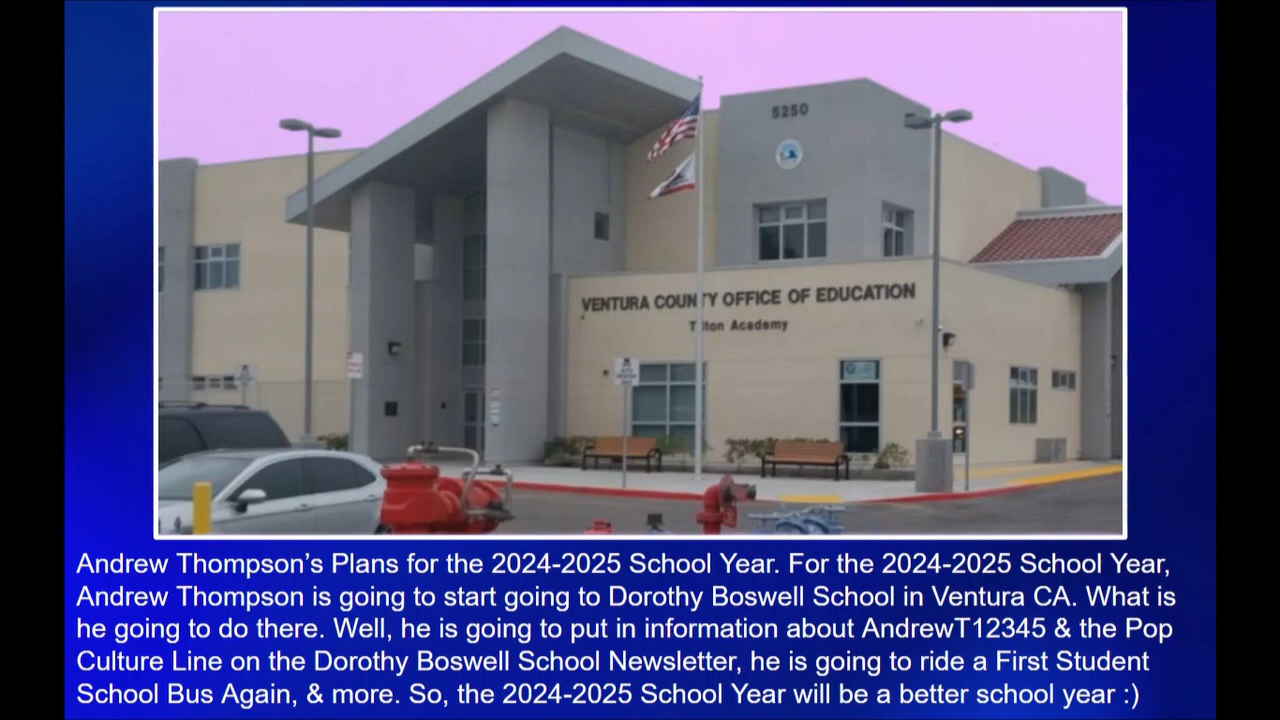 5250
VENTURA COUNTY OFFICE OF EDUCATION
Academy
Andrew Thompson’s Plans for the 2024-2025 School Year. For the 2024-2025 School Year,
Andrew Thompson is going to start going to Dorothy Boswell School in Ventura CA. What is
he going to do there. Well, he is going to put in information about AndrewT12345 & the Pop
Culture Line on the Dorothy Boswell School Newsletter, he is going to ride a First Student
School Bus Again, & more. So, the 2024-2025 School Year will be a better school year :)